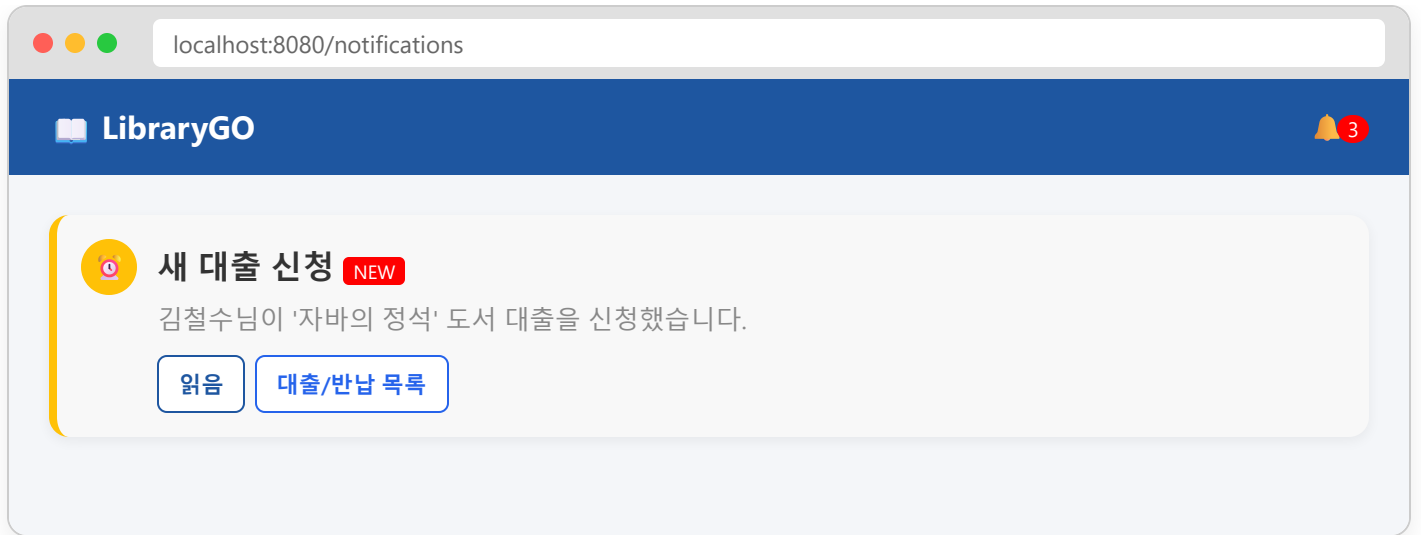 localhost:8080/notifications
LibraryGO
3
새 대출 신청 NEW
김철수님이 '자바의 정석' 도서 대출을 신청했습니다.
읽음 대출/반납 목록